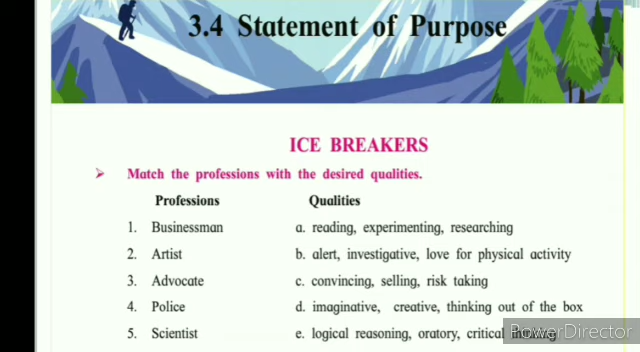 3.4 Statement of Purpose
ICE BREAKERS
➢ Match the professions with the desired qualities.
Professions Qualities
1. Businessman a. reading, experimenting, researching
2. Artist b. alert, investigative, love for physical activity
3. Advocate c. convincing, selling, risk taking
4. Police d. imaginative, creative, thinking out of the box
5. Scientist e. logical reasoning, oratory, critical
PowerDirector